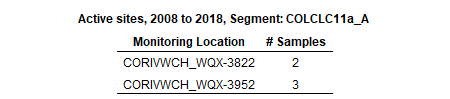 Active sites, 2008 to 2018, Segment: COLCLC11a_A
Monitoring Location # Samples
CORIVWCH_WQX-3822 2
CORIVWCH_WQX-3952 3